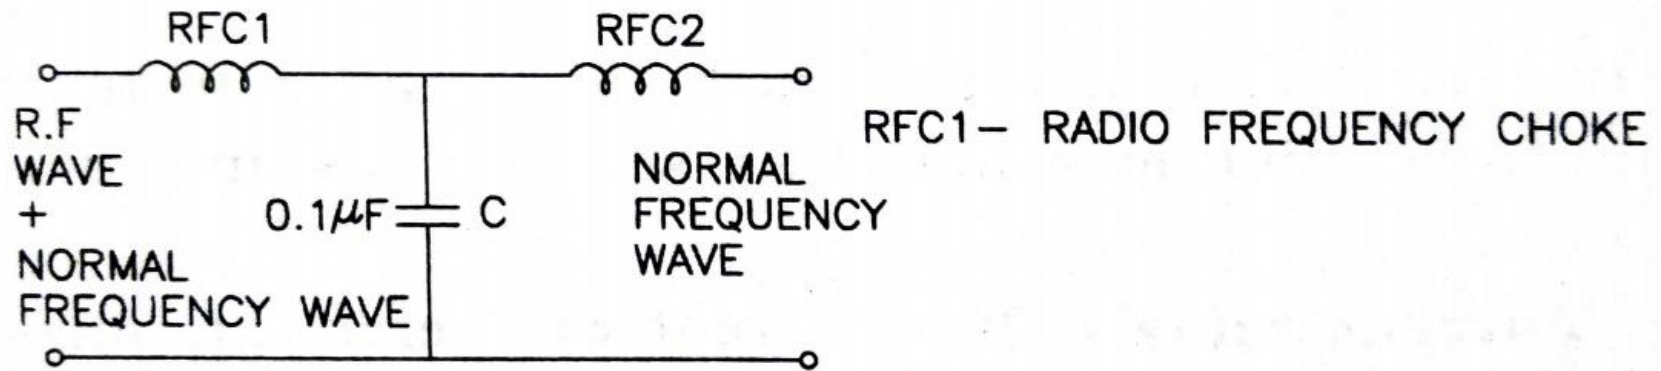 RFC1
RFC2
R.F
WAVE
+
NORMAL
FREQUENCY WAVE
0.1μF
C
NORMAL
FREQUENCY
WAVE
RFC1– RADIO FREQUENCY CHOKE